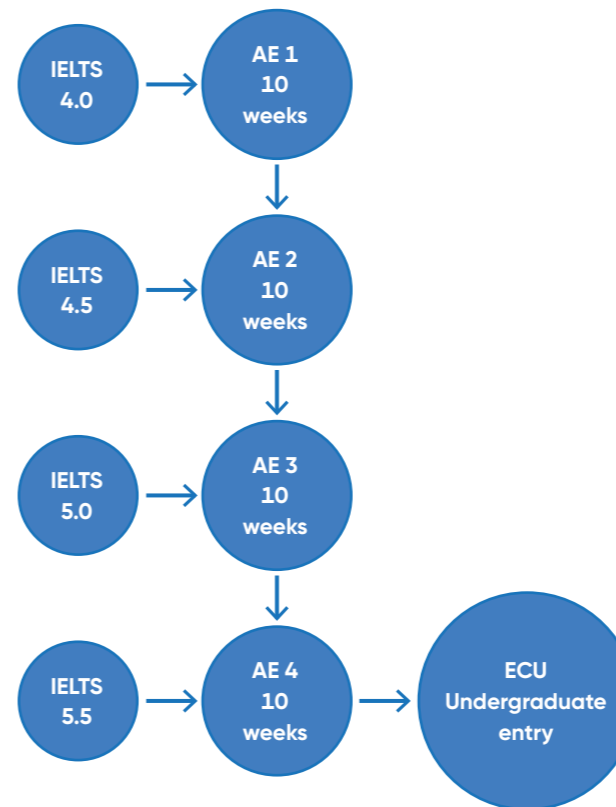 IELTS
4.0
AE 1
10
weeks
IELTS
4.5
AE 2
10
weeks
IELTS
5.0
AE 3
10
weeks
IELTS
5.5
AE 4
10
weeks
ECU
Undergraduate
entry